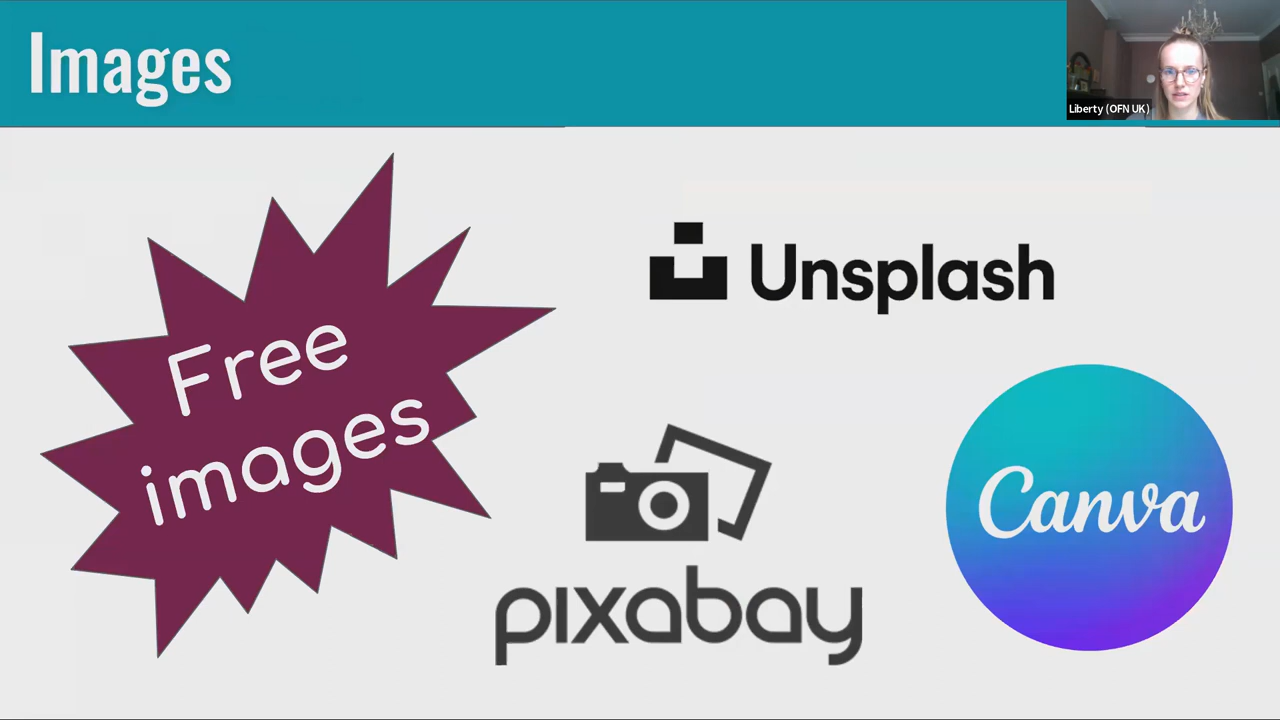 Images
Liberty (OFN UK)
Free
images
Unsplash
pixabay
Canva